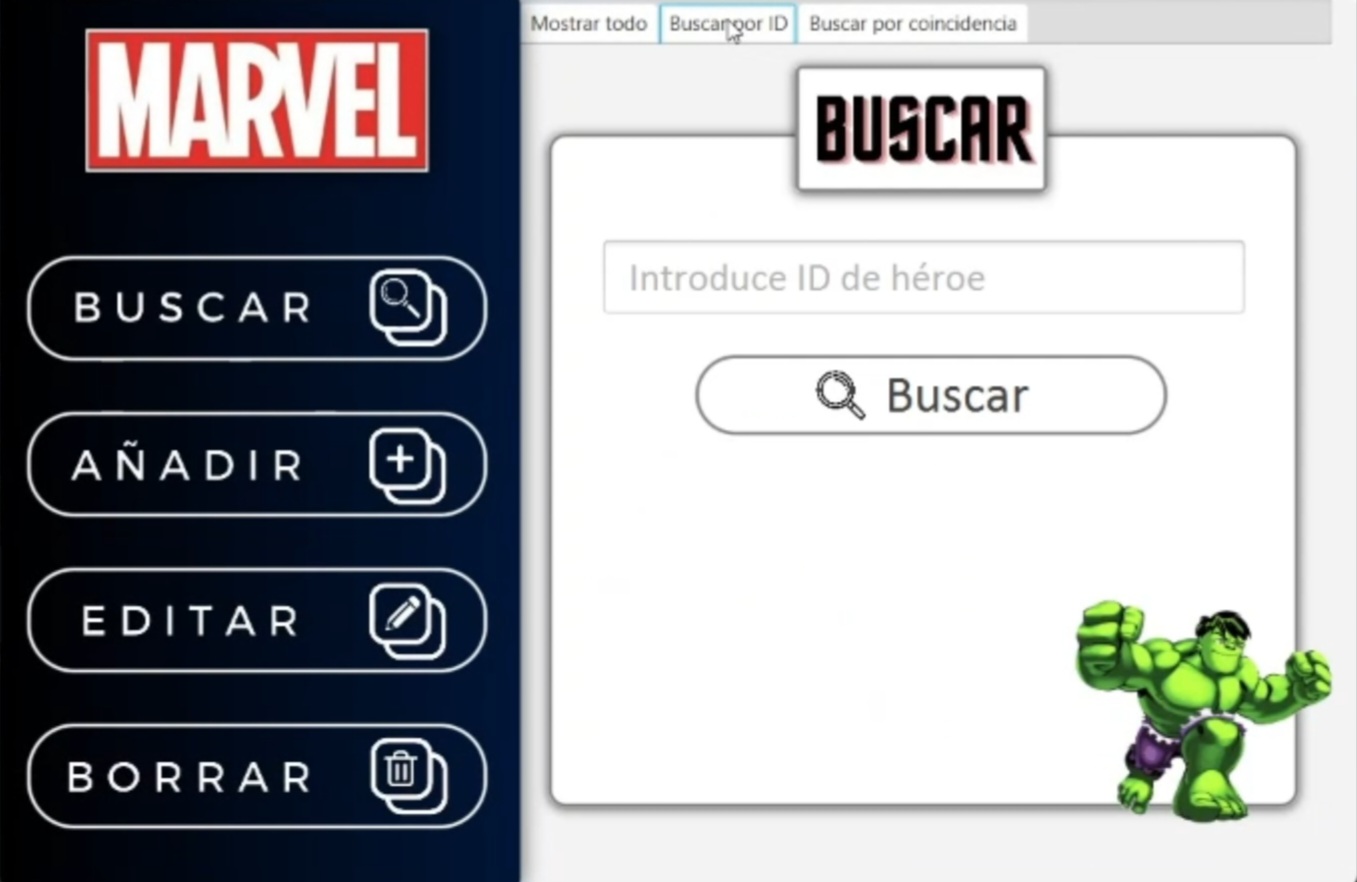 MARVEL
BUSCAR
AÑADIR
EDITAR
BORRAR
Mostrar todo
Buscar por ID
Buscar por coincidencia
BUSCAR
Introduce ID de héroe
Buscar